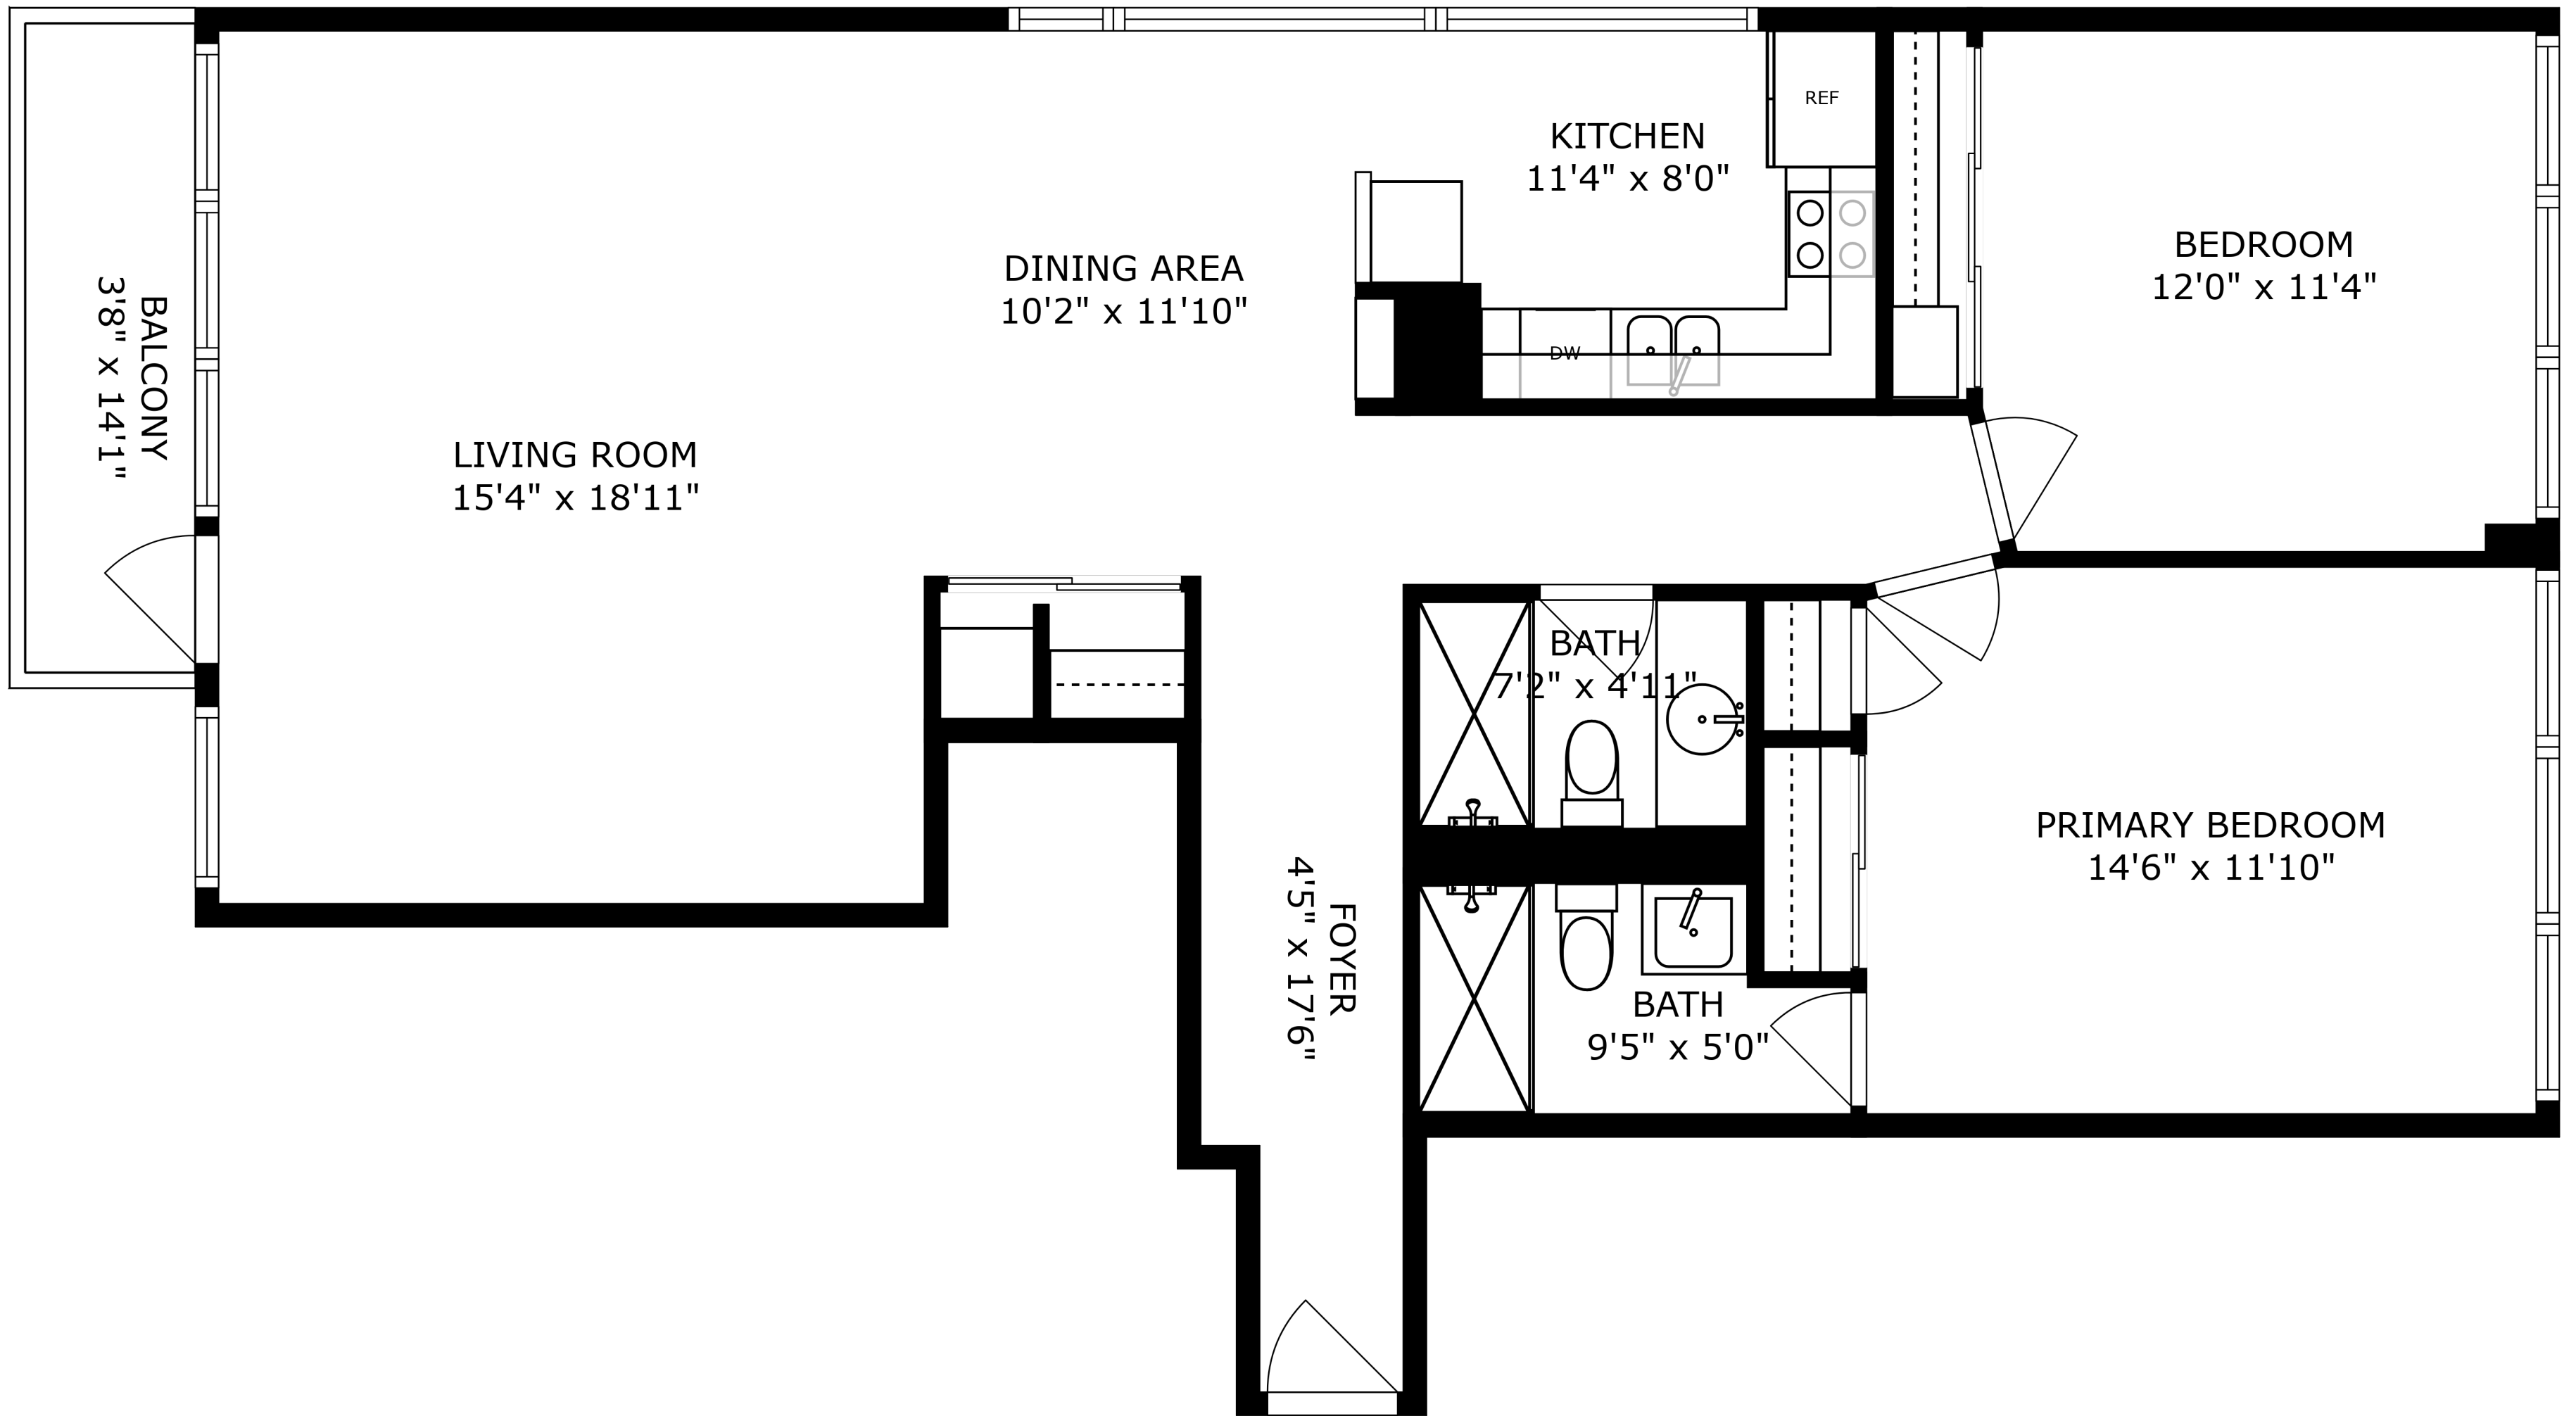 REF
KITCHEN
11'4" x 8'0"
BEDROOM
12'0" x 11'4"
DINING AREA
10'2" x 11'10"
BALCONY
3'8" x 14'1"
DW
LIVING ROOM
15'4" x 18'11"
BATH
7'2" x 4'11"
PRIMARY BEDROOM
14'6" x 11'10"
FOYER
4'5" x 17'6"
BATH
9'5" x 5'0"